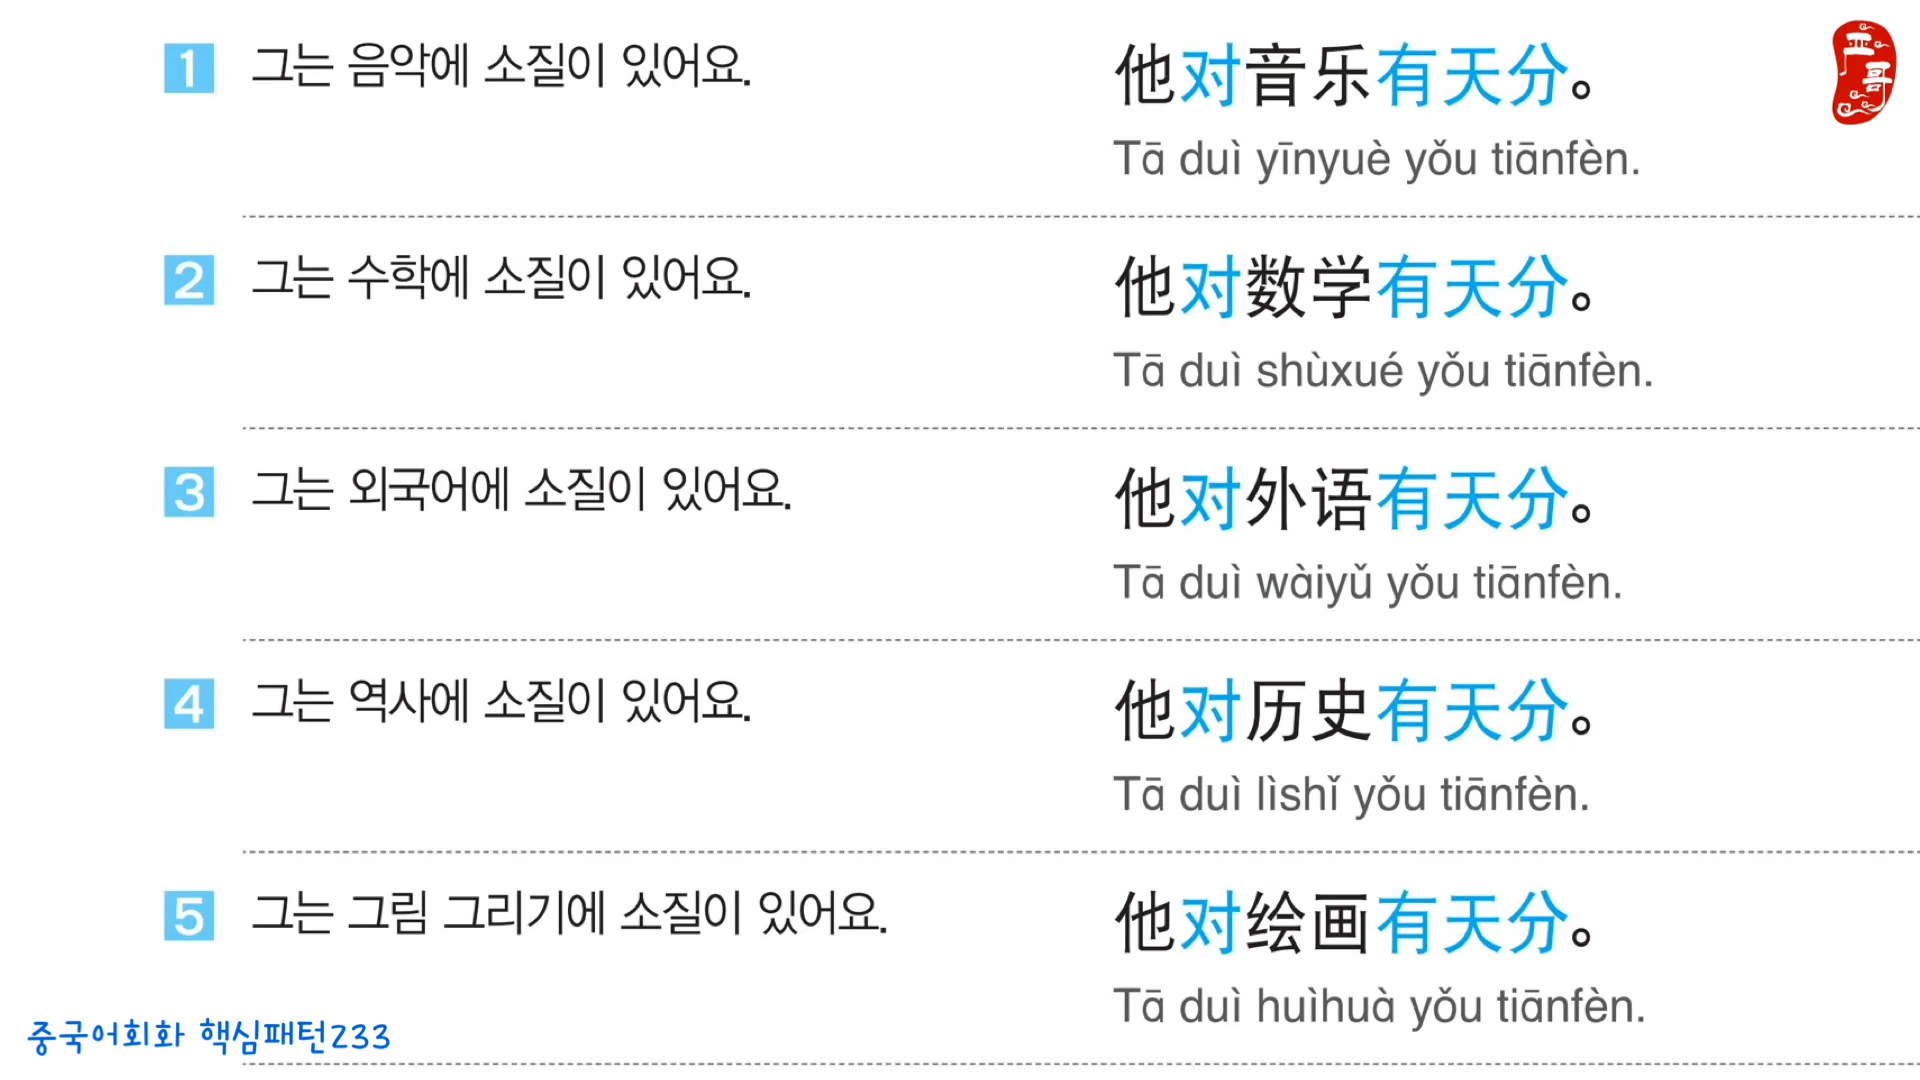 1 그는 음악에 소질이 있어요. 他对音乐有天分。
Tā duì yīnyuè yǒu tiānfèn.
2 그는 수학에 소질이 있어요. 他对数学有天分。
Tā duì shùxué yǒu tiānfèn.
3 그는 외국어에 소질이 있어요. 他对外语有天分。
Tā duì wàiyǔ yǒu tiānfèn.
4 그는 역사에 소질이 있어요. 他对历史有天分。
Tā duì lìshǐ yǒu tiānfèn.
5 그는 그림 그리기에 소질이 있어요. 他对绘画有天分。
Tā duì huìhuà yǒu tiānfèn.
중국어회화 핵심패턴233
严哥